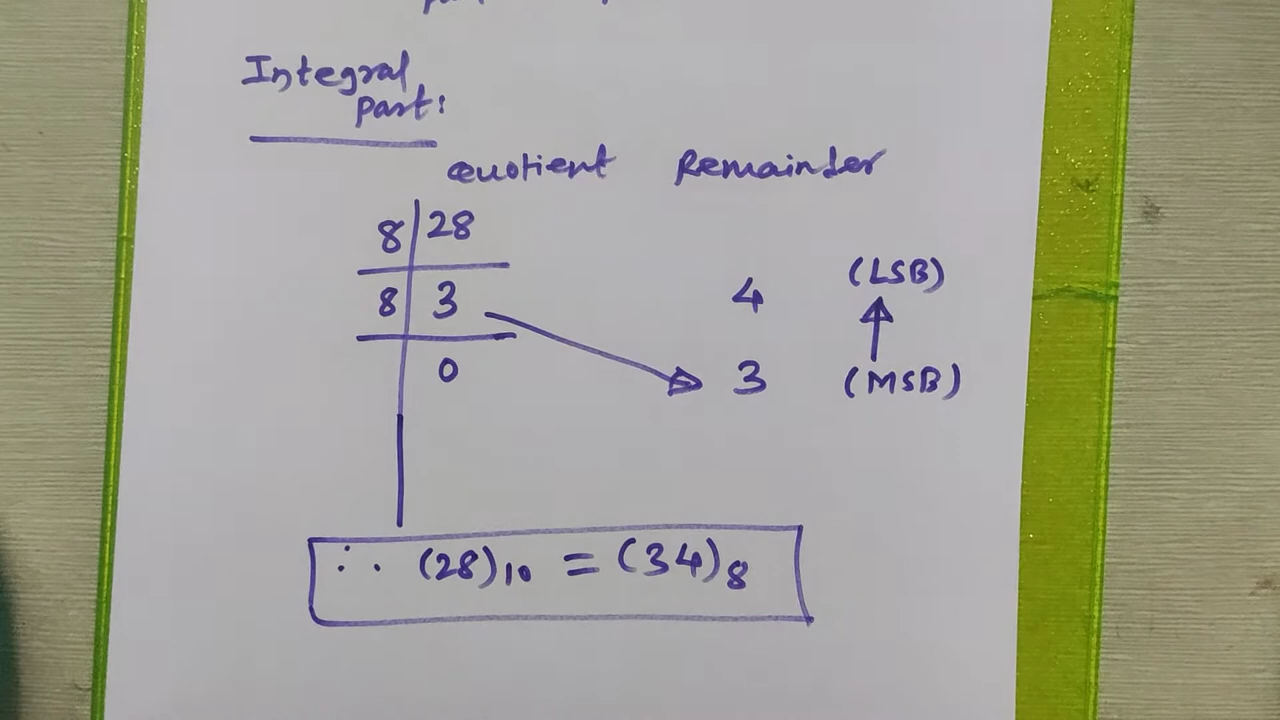 Integral
part:
Quotient Remainder
8 28
8 3 4 (LSB)
0 3 (MSB)
∴ (28)10 = (34)8